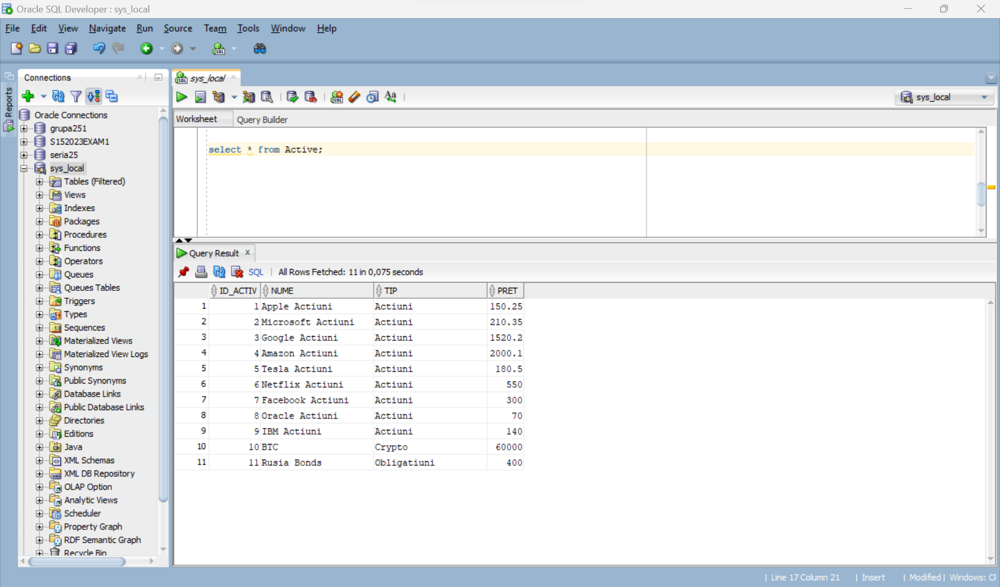 Oracle SQL Developer : sys_local
File Edit View Navigate Run Source Team Tools Window Help
Reports
Connections
Oracle Connections
grupa251
S152023EXAM1
seria25
sys_local
Tables (Filtered)
Views
Indexes
Packages
Procedures
Functions
Operators
Queues
Queues Tables
Triggers
Types
Sequences
Materialized Views
Materialized View Logs
Synonyms
Public Synonyms
Database Links
Public Database Links
Directories
Editions
Java
XML Schemas
XML DB Repository
OLAP Option
Analytic Views
Scheduler
Property Graph
RDF Semantic Graph
Recycle Bin
sys_local
sys_local
Worksheet Query Builder
select * from Active;
Query Result
SQL | All Rows Fetched: 11 in 0,075 seconds
ID_ACTIV NUME TIP PRET
1 1 Apple Actiuni Actiuni 150.25
2 2 Microsoft Actiuni Actiuni 210.35
3 3 Google Actiuni Actiuni 1520.2
4 4 Amazon Actiuni Actiuni 2000.1
5 5 Tesla Actiuni Actiuni 180.5
6 6 Netflix Actiuni Actiuni 550
7 7 Facebook Actiuni Actiuni 300
8 8 Oracle Actiuni Actiuni 70
9 9 IBM Actiuni Actiuni 140
10 10 BTC Crypto 60000
11 11 Rusia Bonds Obligatiuni 400
| Line 17 Column 21 | Insert | Modified | Windows: